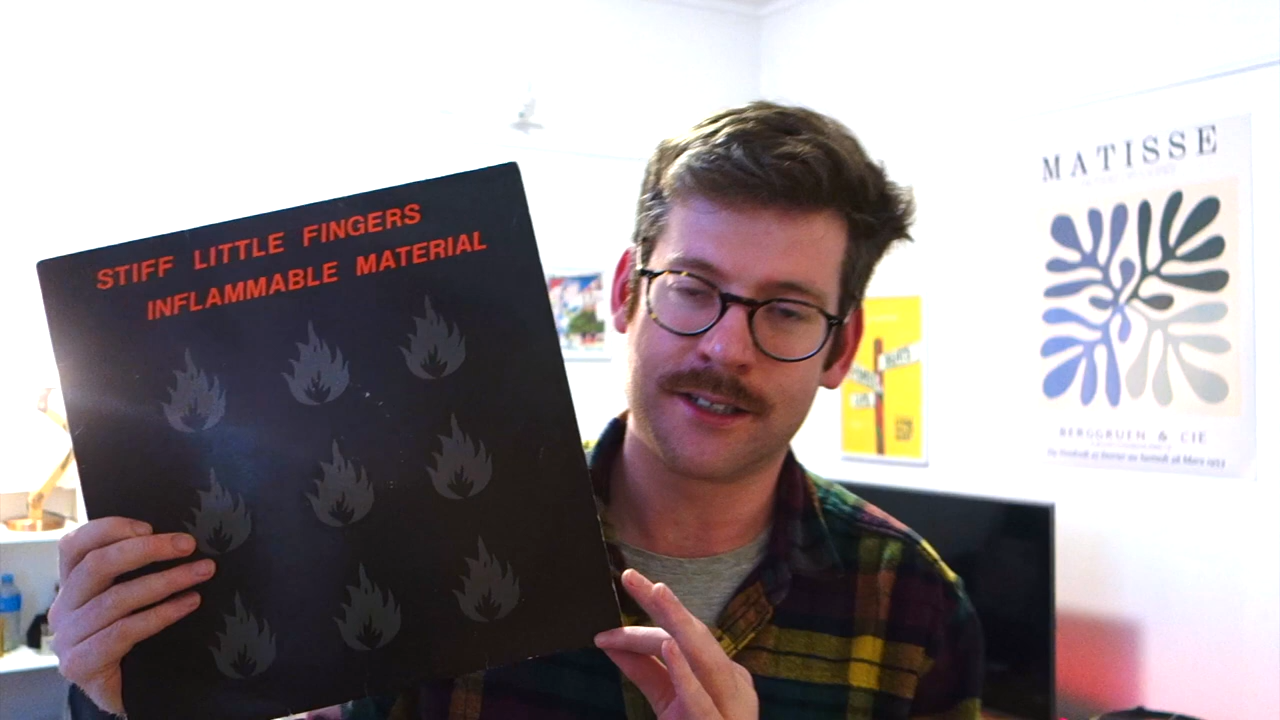 STIFF LITTLE FINGERS
INFLAMMABLE MATERIAL
MATISSE
BERGGRUEN & CIE